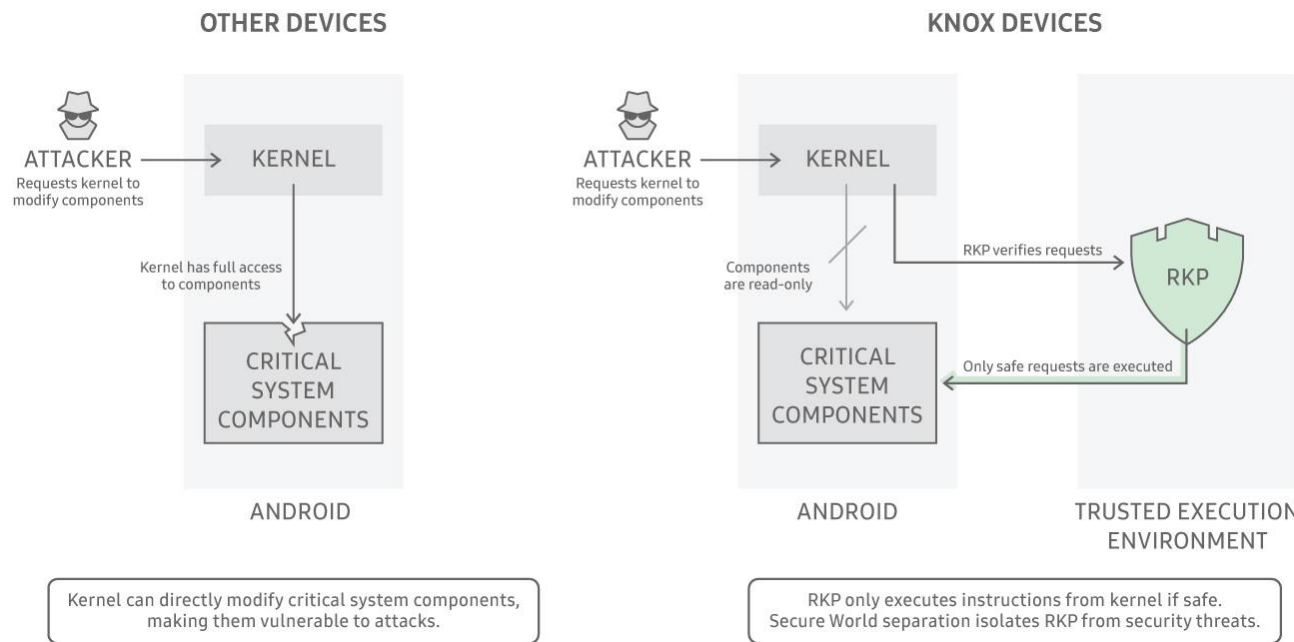 OTHER DEVICES
ATTACKER
Requests kernel to
modify components
KERNEL
Kernel has full access
to components
CRITICAL
SYSTEM
COMPONENTS
ANDROID
Kernel can directly modify critical system components,
making them vulnerable to attacks.
KNOX DEVICES
ATTACKER
Requests kernel to
modify components
KERNEL
Components
are read-only
RKP verifies requests
RKP
Only safe requests are executed
CRITICAL
SYSTEM
COMPONENTS
ANDROID
TRUSTED EXECUTION
ENVIRONMENT
RKP only executes instructions from kernel if safe.
Secure World separation isolates RKP from security threats.